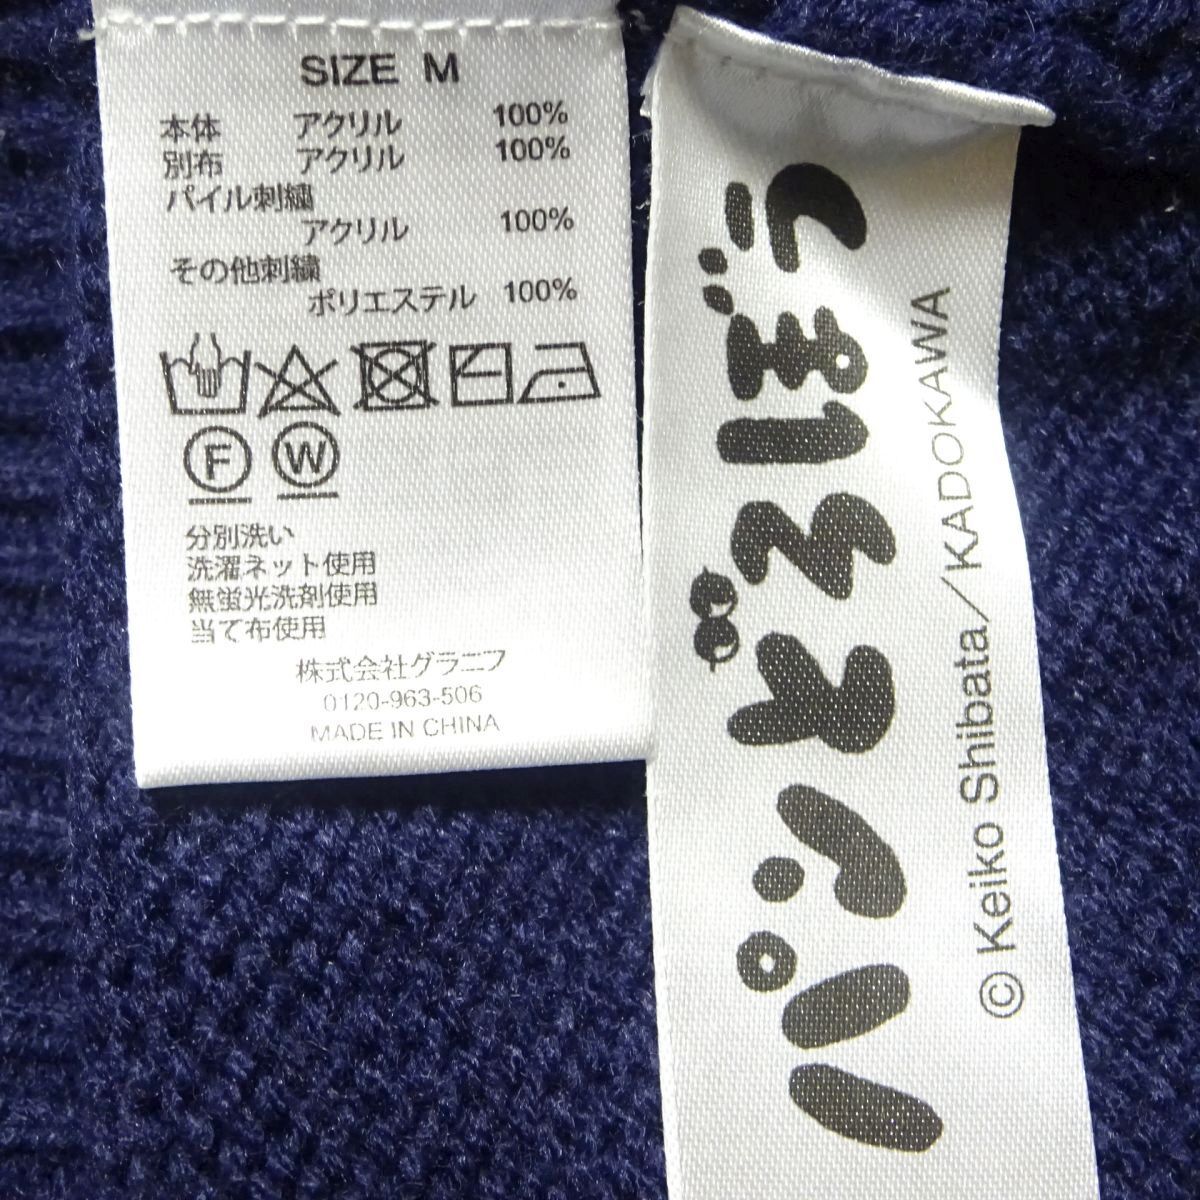 SIZE M
本体 アクリル 100%
別布 アクリル 100%
パイル刺繍
アクリル 100%
その他刺繍
ポリエステル 100%
F W
分別洗い
洗濯ネット使用
無蛍光洗剤使用
当て布使用
株式会社グラニフ
0120-963-506
MADE IN CHINA
パンどろぼう
© Keiko Shibata/KADOKAWA